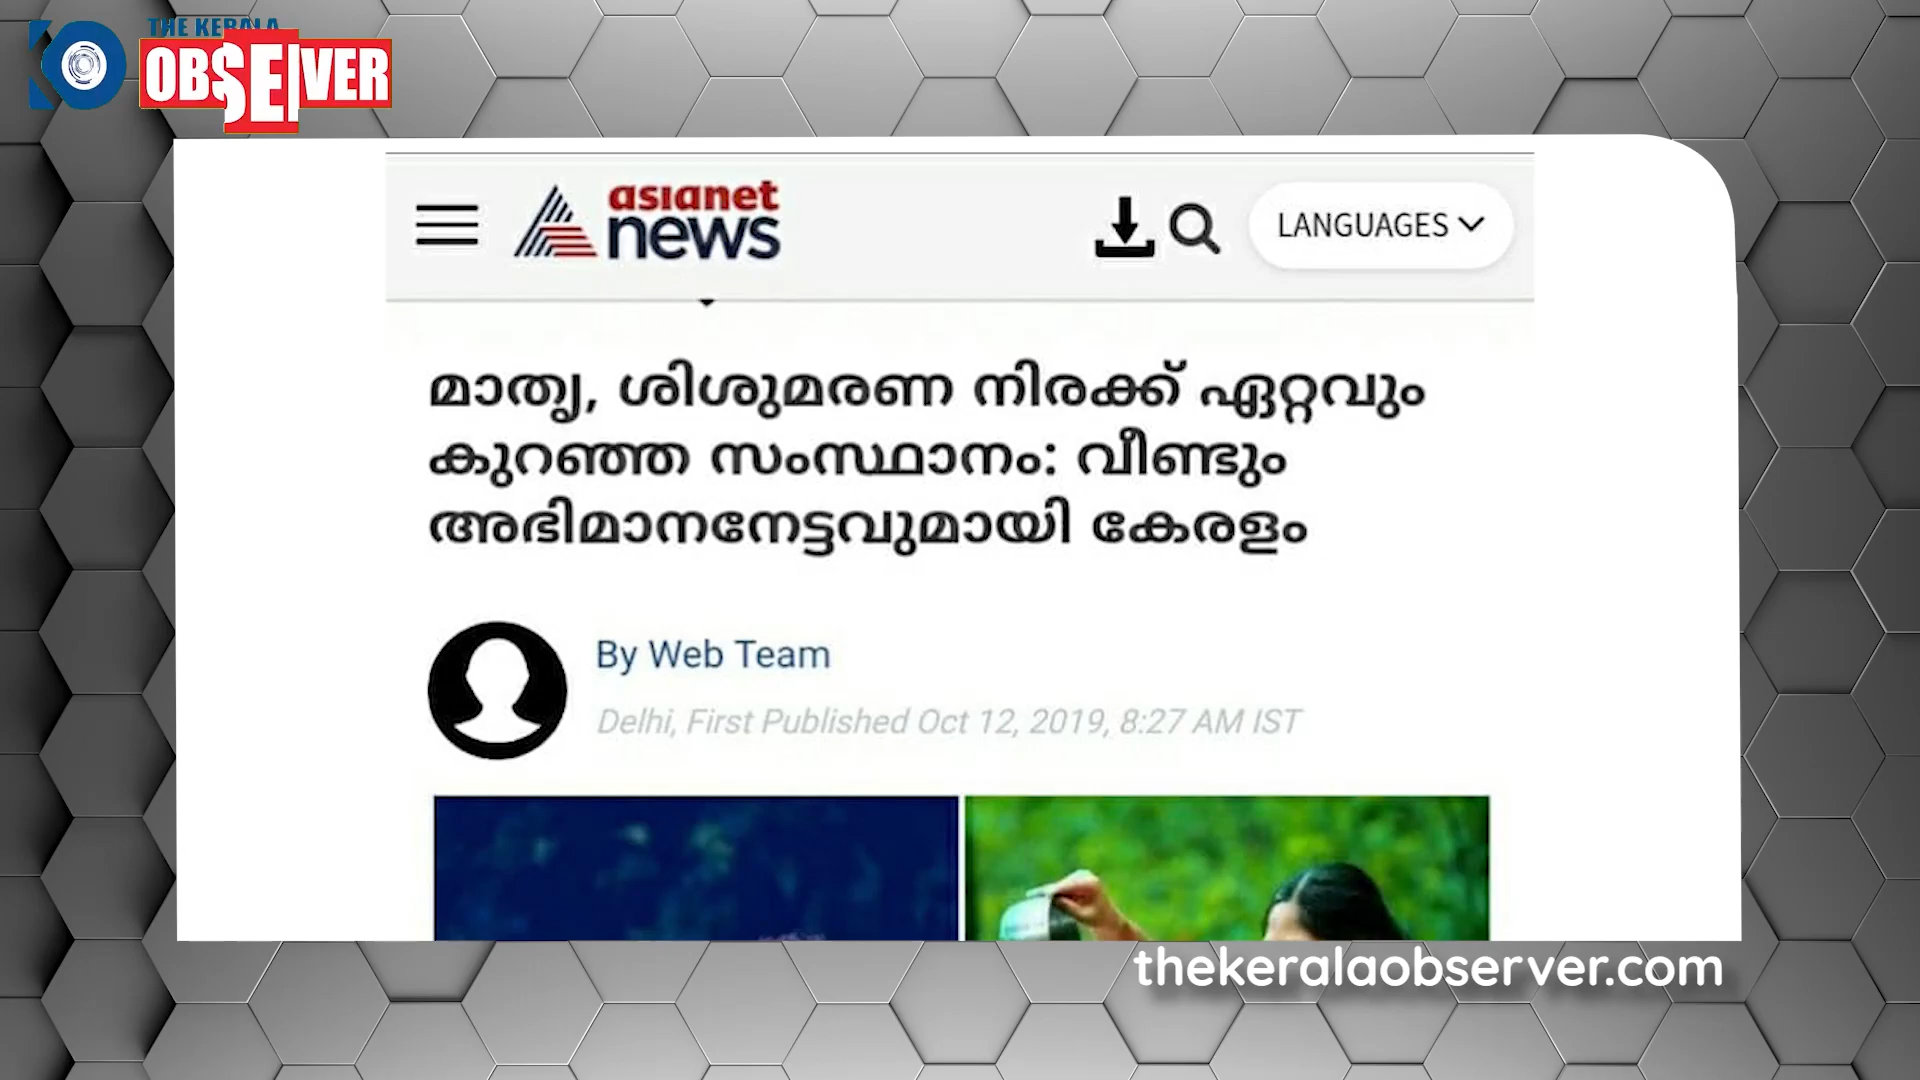 THE KERALA
OBSERVER
asianet
news
LANGUAGES
മാതൃ, ശിശുമരണ നിരക്ക് ഏറ്റവും
കുറഞ്ഞ സംസ്ഥാനം: വീണ്ടും
അഭിമാനനേട്ടവുമായി കേരളം
By Web Team
Delhi, First Published Oct 12, 2019, 8:27 AM IST
thekeralaobserver.com